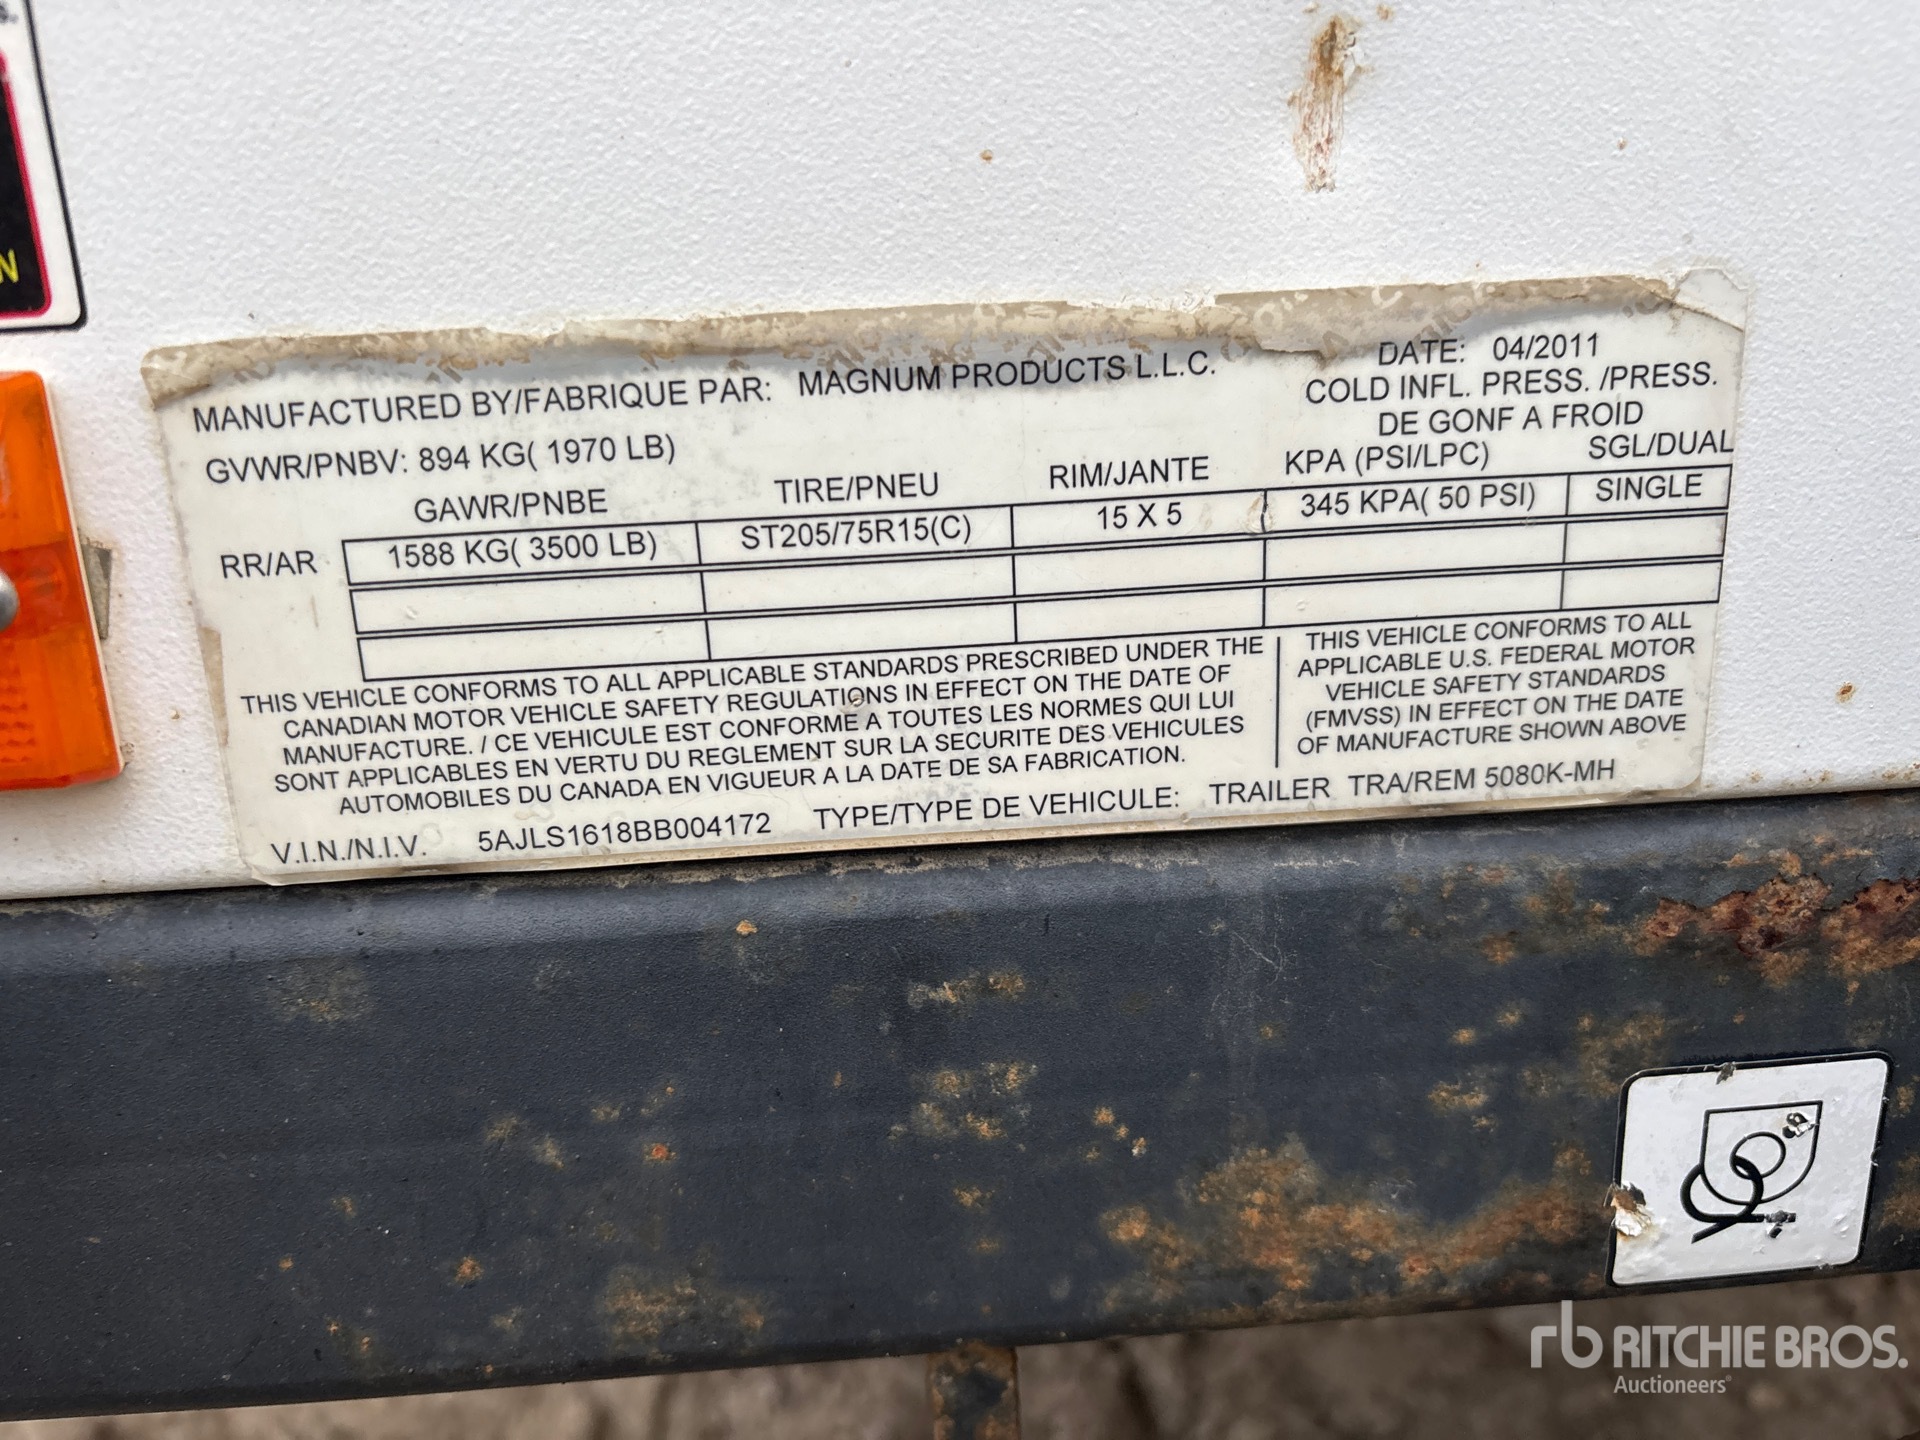 S.
N
MANUFACTURED BY/FABRIQUE PAR: MAGNUM PRODUCTS L.L.C.
DATE: 04/2011
COLD INFL. PRESS. /PRESS.
DE GONF A FROID
GVWR/PNBV: 894 KG( 1970 LB)
GAWR/PNBE TIRE/PNEU RIM/JANTE KPA (PSI/LPC) SGL/DUAL
RR/AR 1588 KG( 3500 LB) ST205/75R15(C) 15 X 5 345 KPA( 50 PSI) SINGLE
THIS VEHICLE CONFORMS TO ALL APPLICABLE STANDARDS PRESCRIBED UNDER THE
CANADIAN MOTOR VEHICLE SAFETY REGULATIONS IN EFFECT ON THE DATE OF
MANUFACTURE. / CE VEHICULE EST CONFORME A TOUTES LES NORMES QUI LUI
SONT APPLICABLES EN VERTU DU REGLEMENT SUR LA SECURITE DES VEHICULES
AUTOMOBILES DU CANADA EN VIGUEUR A LA DATE DE SA FABRICATION.
THIS VEHICLE CONFORMS TO ALL
APPLICABLE U.S. FEDERAL MOTOR
VEHICLE SAFETY STANDARDS
(FMVSS) IN EFFECT ON THE DATE
OF MANUFACTURE SHOWN ABOVE
V.I.N./N.I.V. 5AJLS1618BB004172 TYPE/TYPE DE VEHICULE: TRAILER TRA/REM 5080K-MH
rb RITCHIE BROS.
Auctioneers